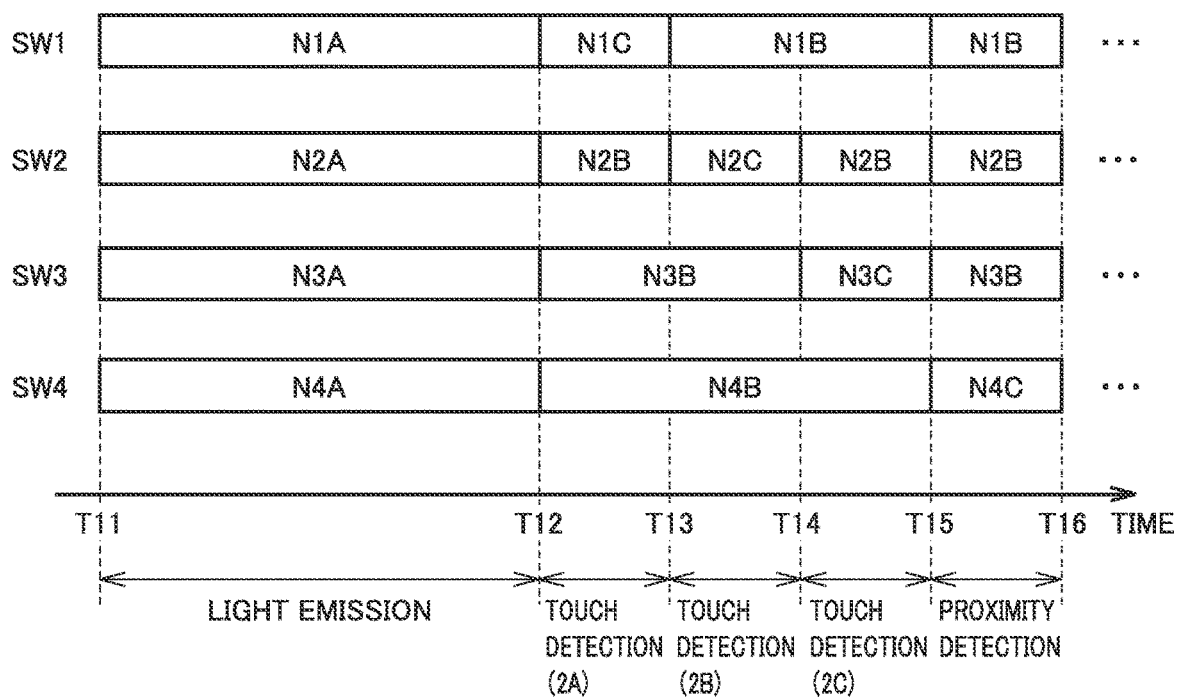 SW1 N1A N1C N1B N1B ...
SW2 N2A N2B N2C N2B N2B ...
SW3 N3A N3B N3C N3B ...
SW4 N4A N4B N4C ...
T11 T12 T13 T14 T15 T16 TIME
LIGHT EMISSION TOUCH TOUCH TOUCH PROXIMITY
DETECTION DETECTION DETECTION DETECTION
(2A) (2B) (2C)